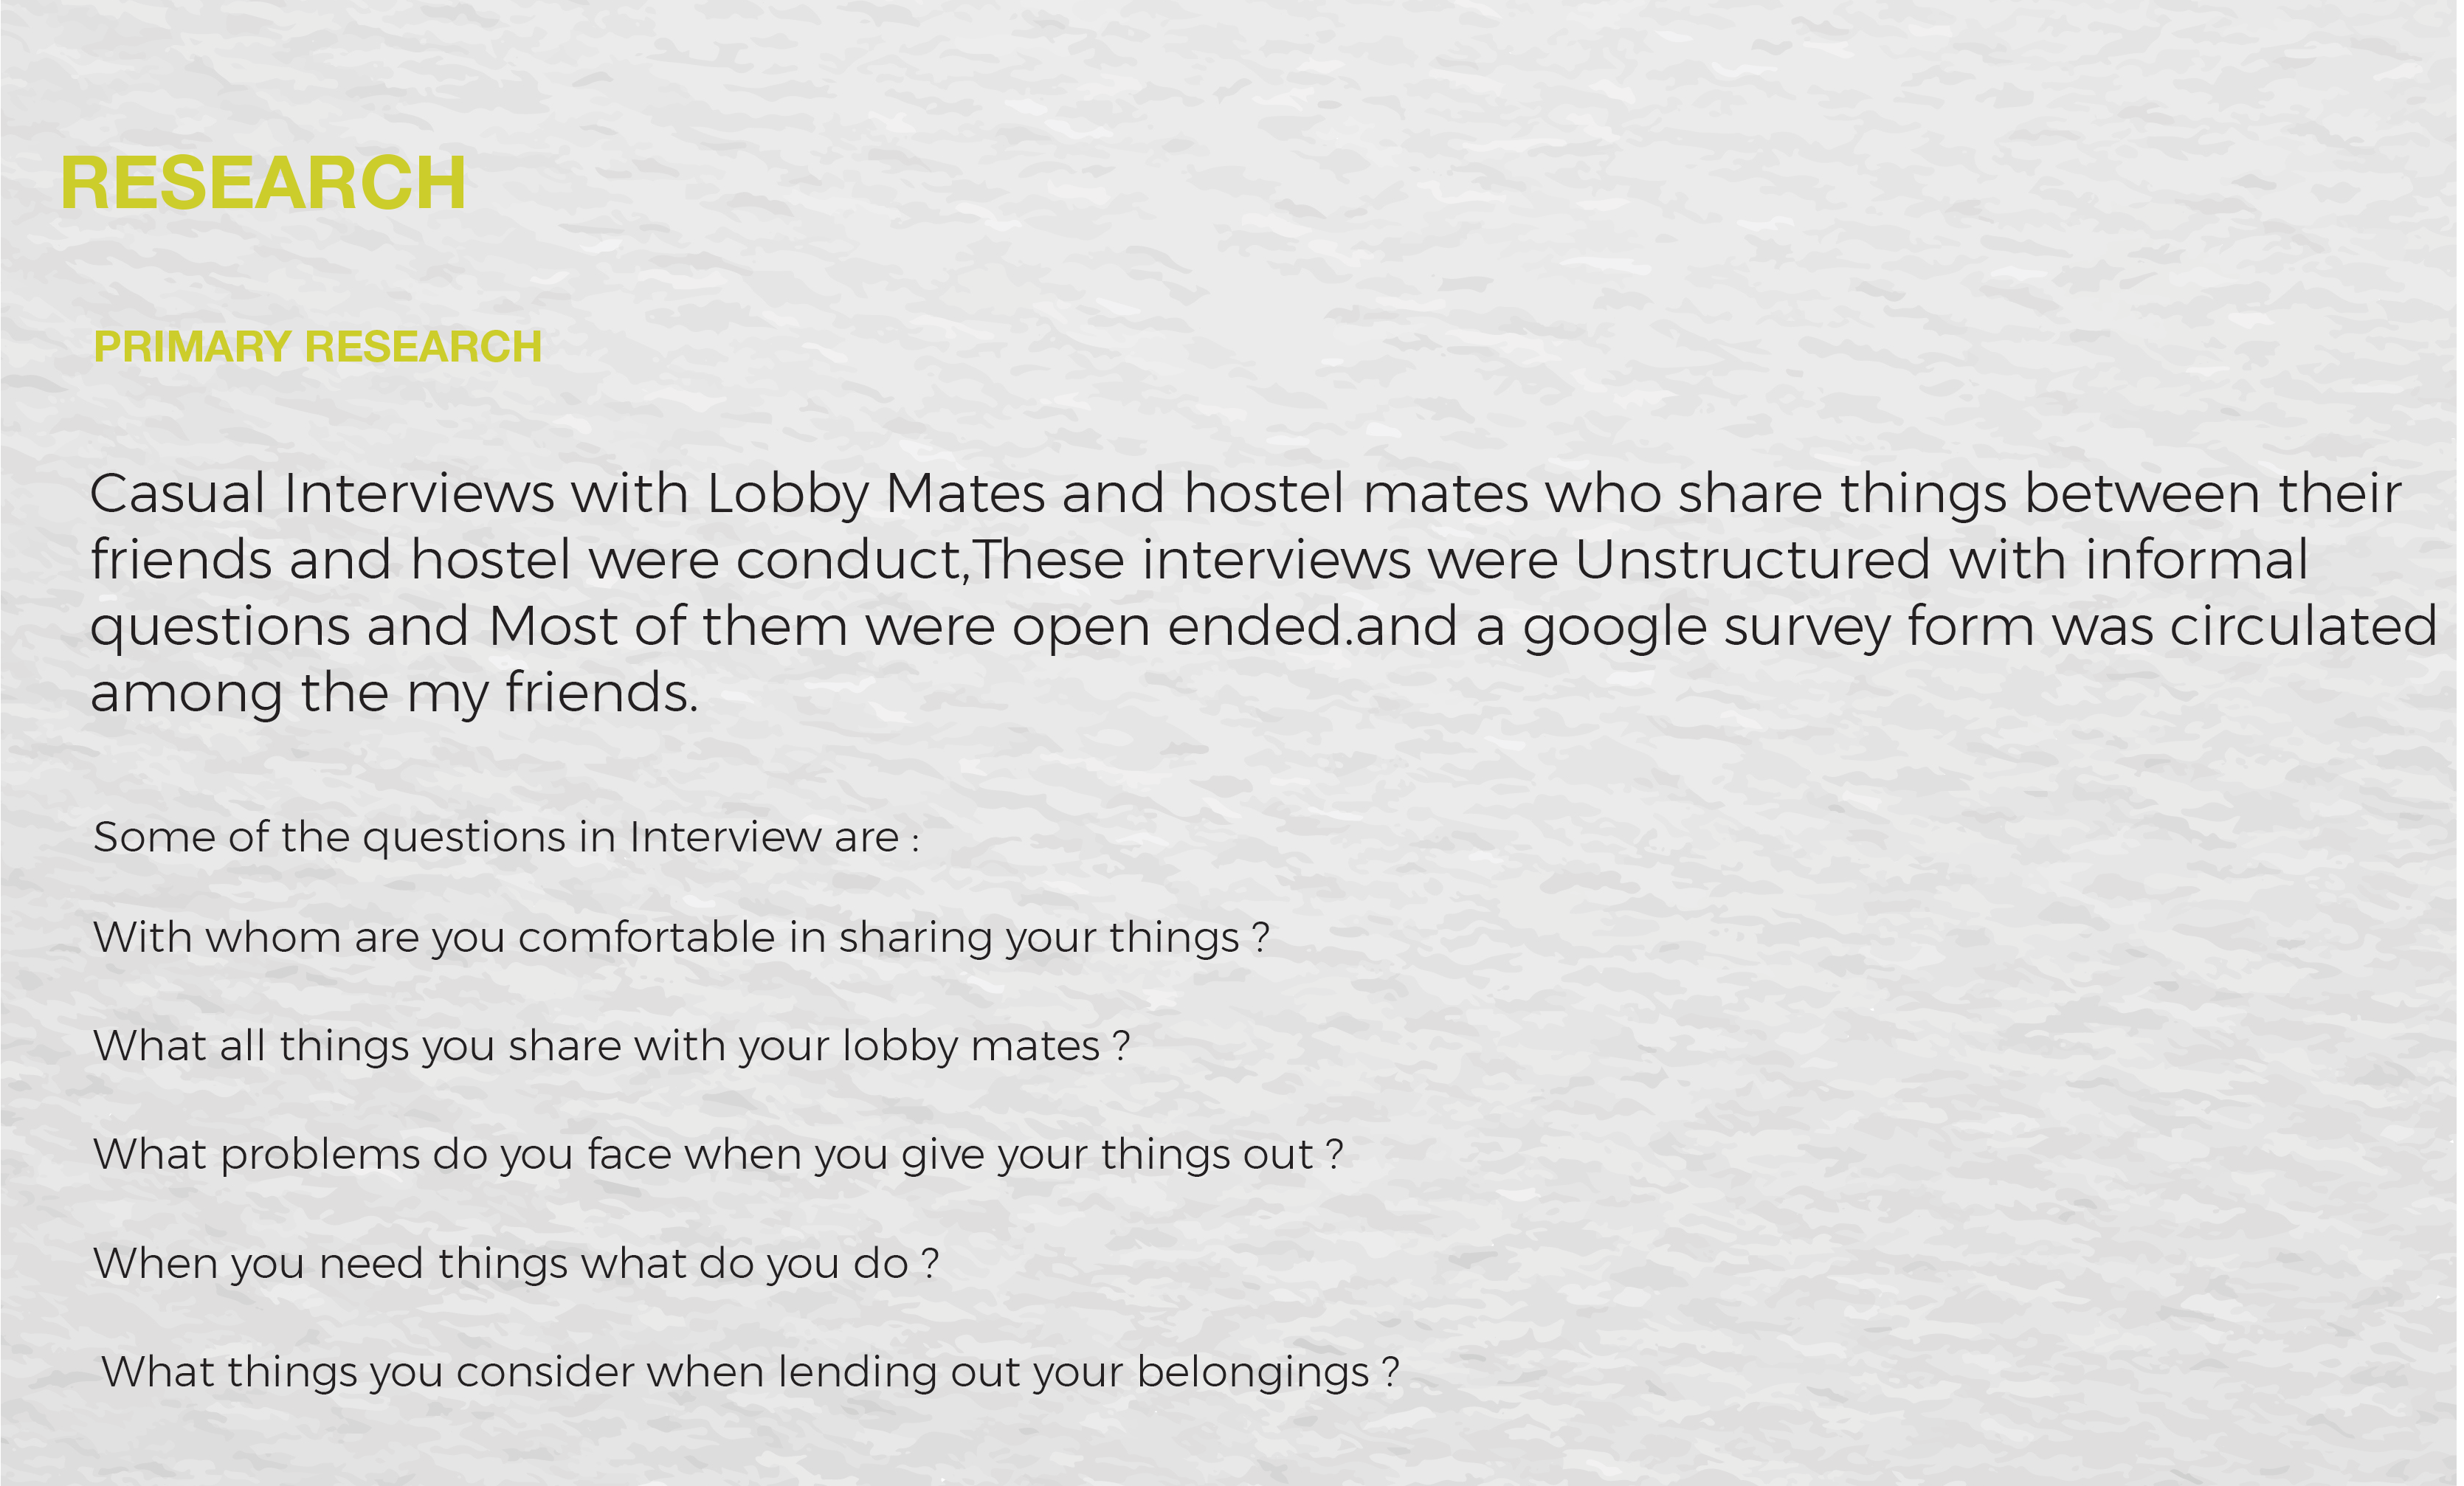 RESEARCH
PRIMARY RESEARCH
Casual Interviews with Lobby Mates and hostel mates who share things between their
friends and hostel were conduct,These interviews were Unstructured with informal
questions and Most of them were open ended.and a google survey form was circulated
among the my friends.
Some of the questions in Interview are :
With whom are you comfortable in sharing your things ?
What all things you share with your lobby mates ?
What problems do you face when you give your things out ?
When you need things what do you do ?
What things you consider when lending out your belongings ?